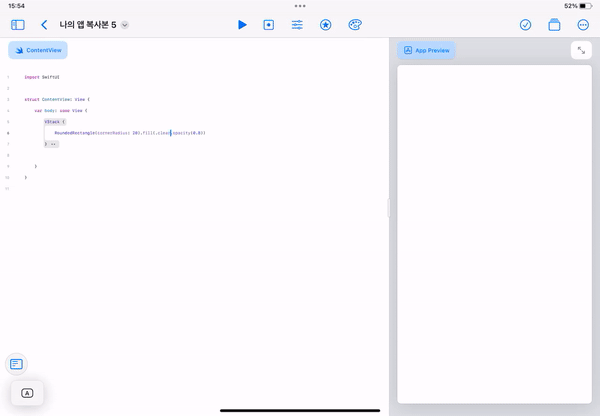 15:54
52%
나의 앱 복사본 5
ContentView
App Preview
1 import SwiftUI
2
3 struct ContentView: View {
4 var body: some View {
5 VStack {
6 RoundedRectangle(cornerRadius: 20).fill(.clear.opacity(0.8))
7 }
8
9 }
10 }
11
A